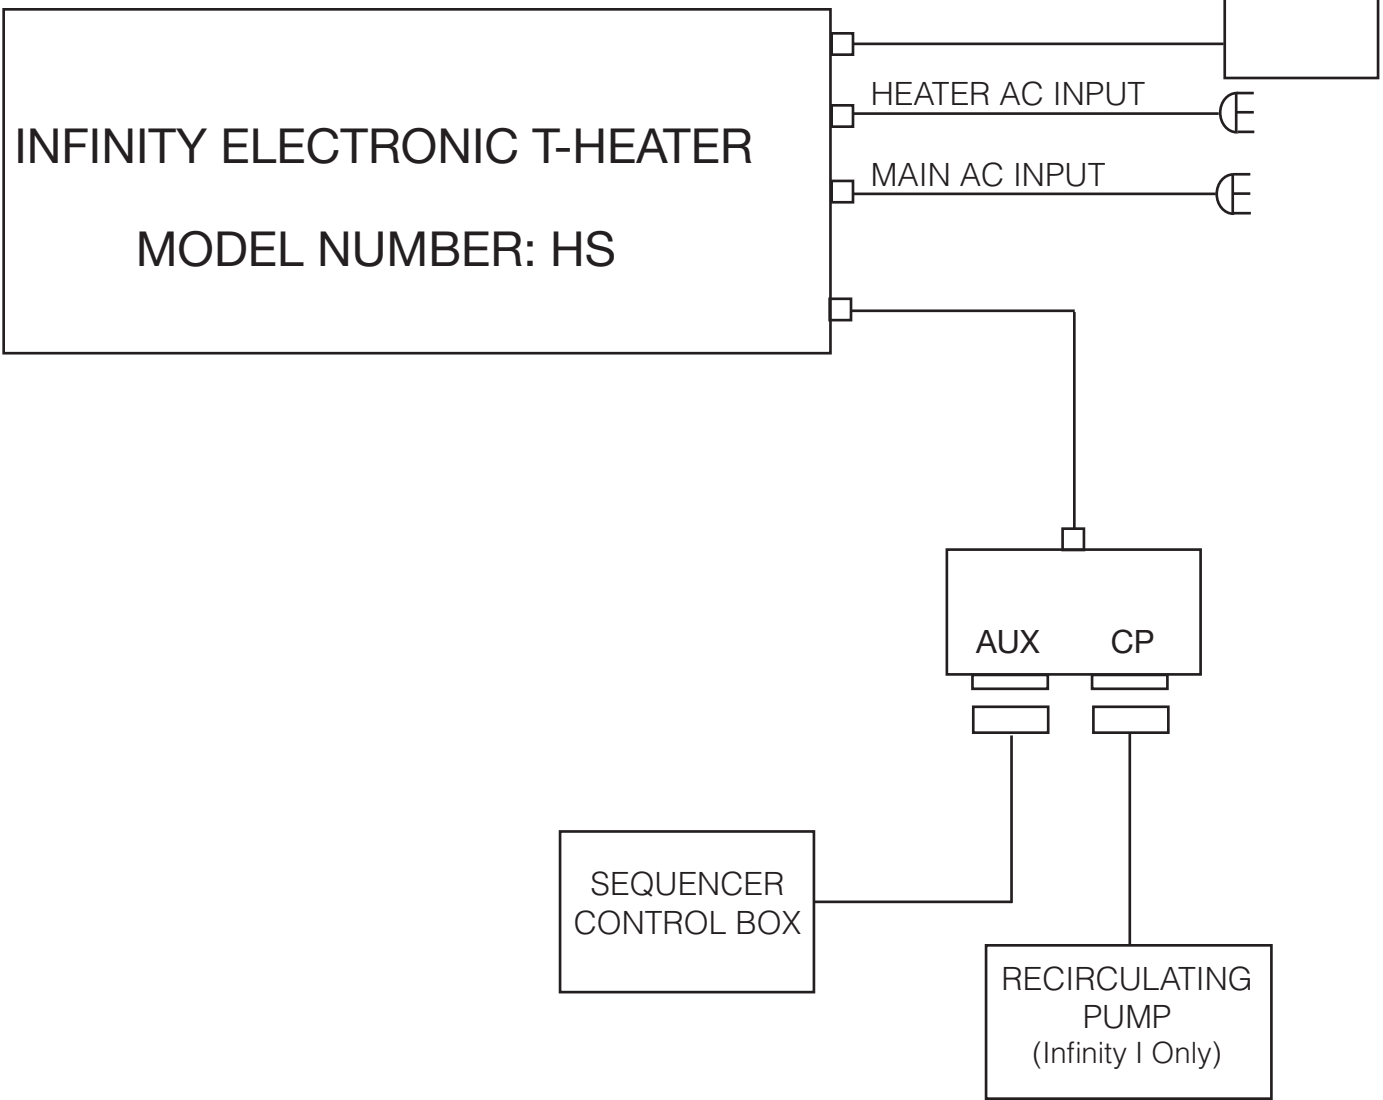 HEATER AC INPUT
INFINITY ELECTRONIC T-HEATER
MAIN AC INPUT
MODEL NUMBER: HS
AUX
CP
SEQUENCER
CONTROL BOX
RECIRCULATING
PUMP
(Infinity I Only)